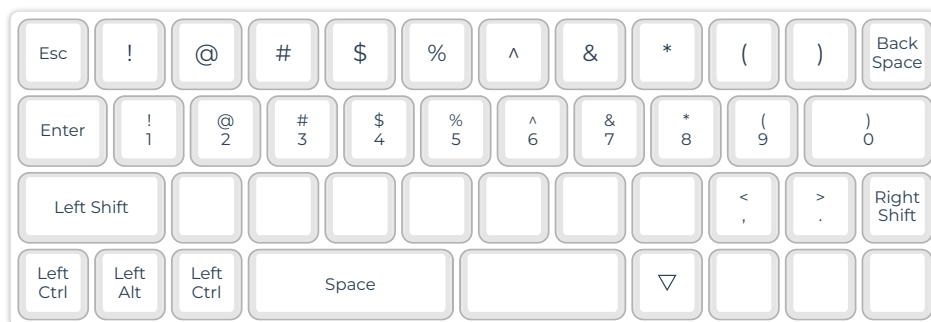 Esc ! @ # $ % ^ & * ( ) Back Space
Enter ! 1 @ 2 # 3 $ 4 % 5 ^ 6 & 7 * 8 ( 9 ) 0
Left Shift < , > . Right Shift
Left Ctrl Left Alt Left Ctrl Space ▽